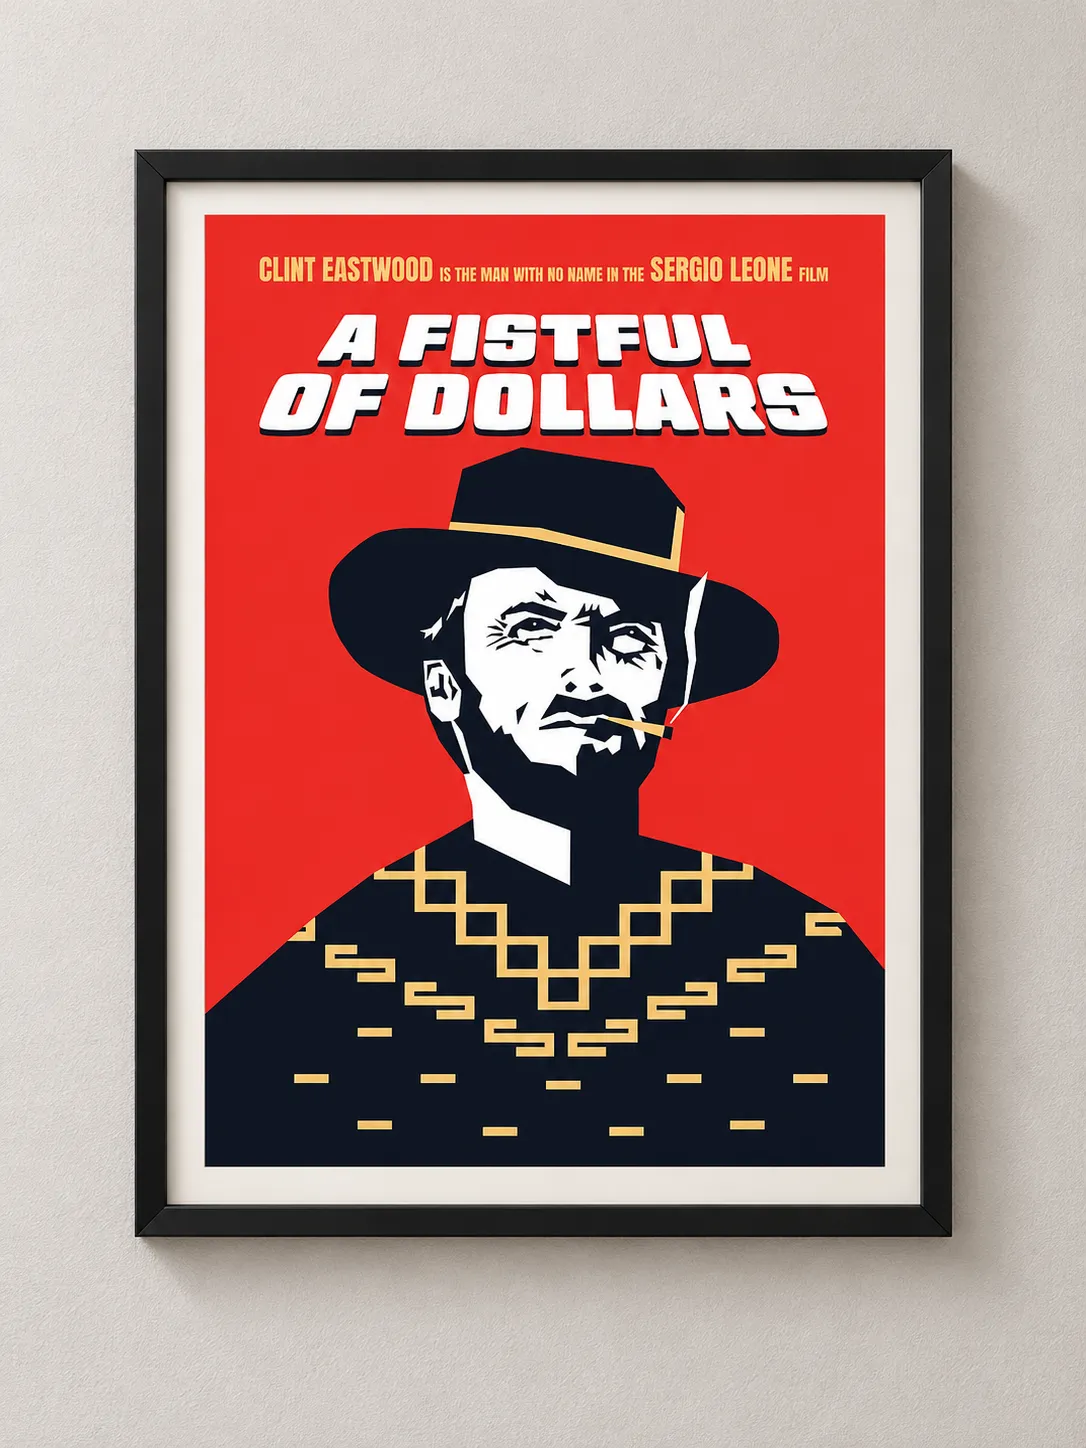 CLINT EASTWOOD IS THE MAN WITH NO NAME IN THE SERGIO LEONE FILM
A FISTFUL
OF DOLLARS